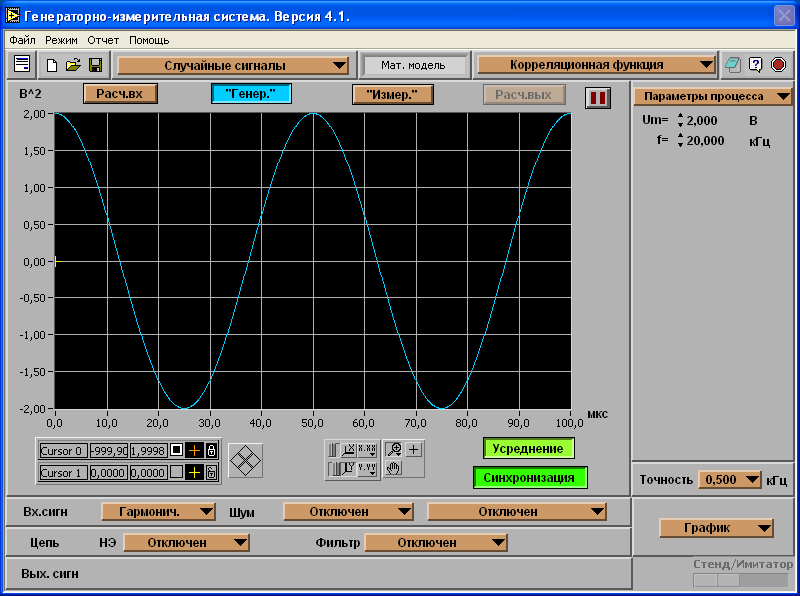 Генераторно-измерительная система. Версия 4.1.
Файл Режим Отчет Помощь
Случайные сигналы Мат. модель Корреляционная функция
В^2 Расч.вх "Генер." "Измер." Расч.вых Параметры процесса
Um= 2,000 В
f= 20,000 кГц
2,00
1,50
1,00
0,50
0,00
-0,50
-1,00
-1,50
-2,00
0,0 10,0 20,0 30,0 40,0 50,0 60,0 70,0 80,0 90,0 100,0 мкс
Cursor 0 -999,90 1,9998
Cursor 1 0,0000 0,0000
X X.XX
Y Y.YY
Усреднение
Синхронизация
Точность 0,500 кГц
Вх.сигн Гармонич. Шум Отключен Отключен
График
Цепь НЭ Отключен Фильтр Отключен
Стенд/Имитатор
Вых. сигн